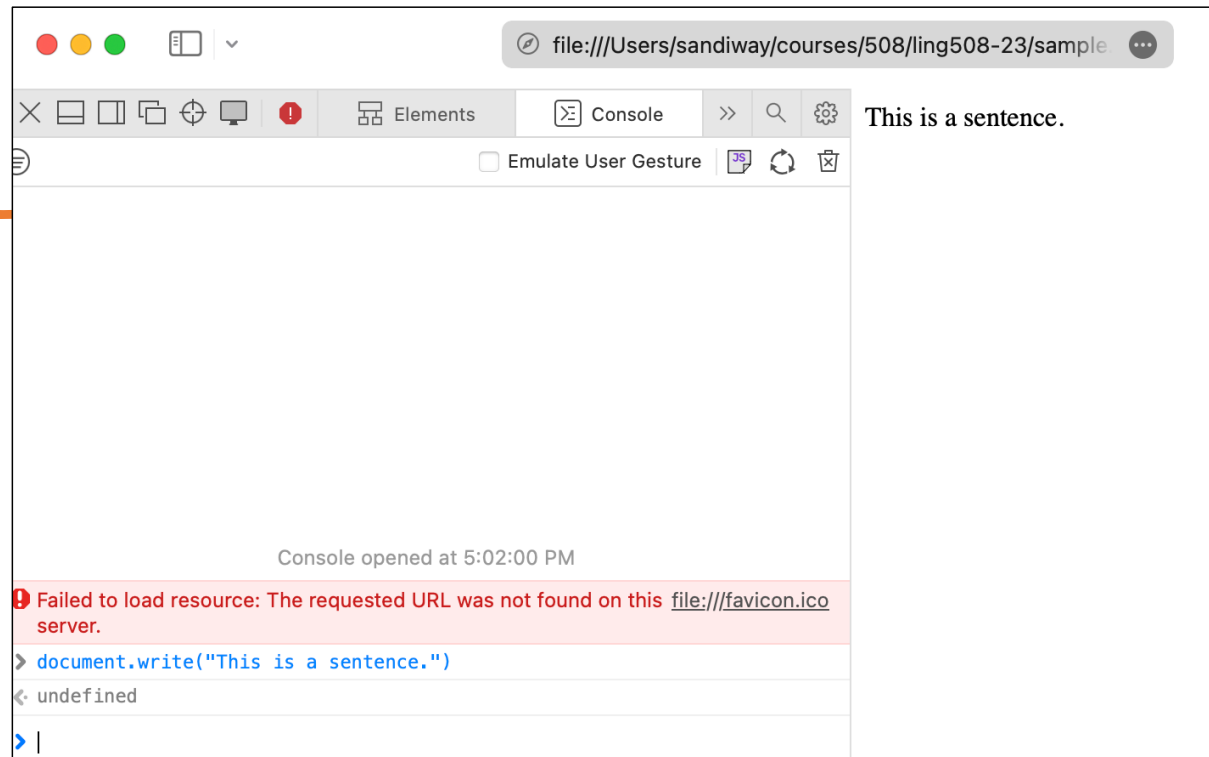 file:///Users/sandiway/courses/508/ling508-23/sample
Elements
Console
This is a sentence.
Emulate User Gesture
JS
Console opened at 5:02:00 PM
Failed to load resource: The requested URL was not found on this file:///favicon.ico
server.
document.write("This is a sentence.")
undefined